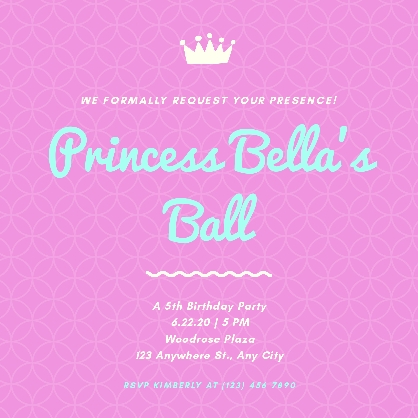 WE FORMALLY REQUEST YOUR PRESENCE!
Princess Bella's
Ball
A 5th Birthday Party
6.22.20 | 5 PM
Woodrose Plaza
123 Anywhere St., Any City
RSVP KIMBERLY AT (123) 456 7890